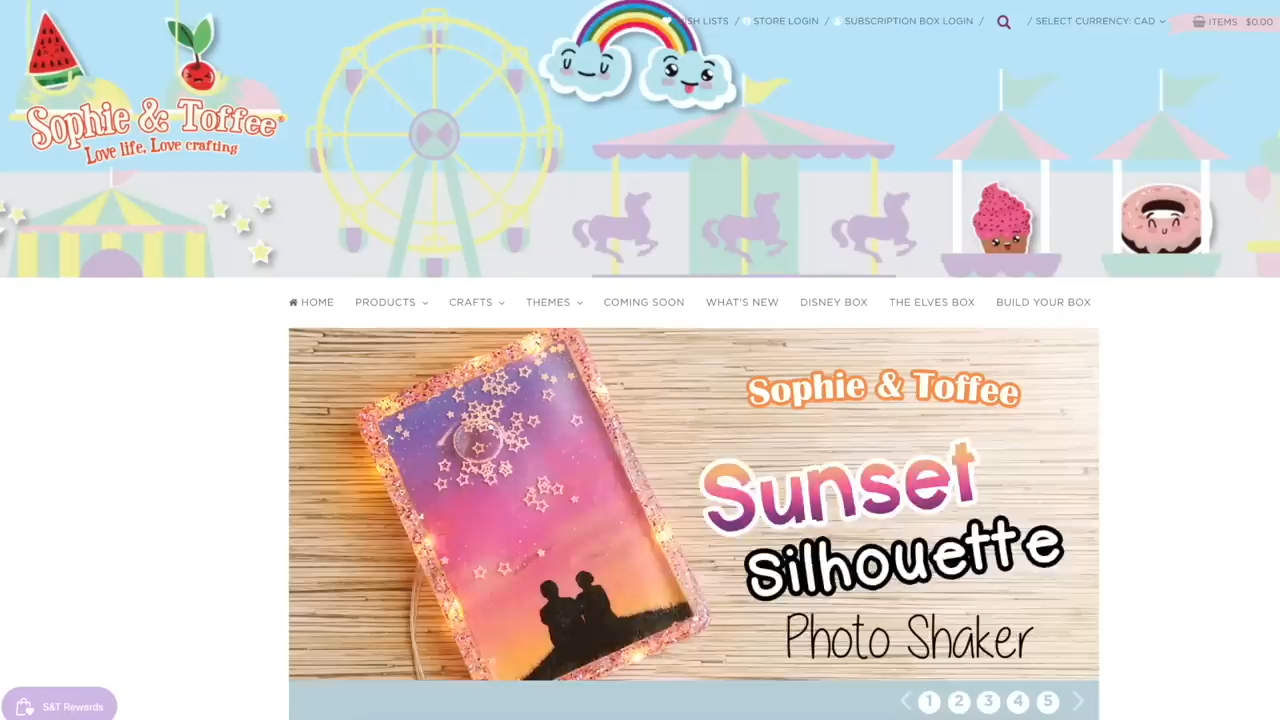 WISH LISTS / STORE LOGIN / SUBSCRIPTION BOX LOGIN / / SELECT CURRENCY: CAD ITEMS $0.00
Sophie & Toffee®
Love life, Love crafting
HOME PRODUCTS CRAFTS THEMES COMING SOON WHAT'S NEW DISNEY BOX THE ELVES BOX BUILD YOUR BOX
Sophie & Toffee
Sunset
Silhouette
Photo Shaker
1 2 3 4 5
S&T Rewards